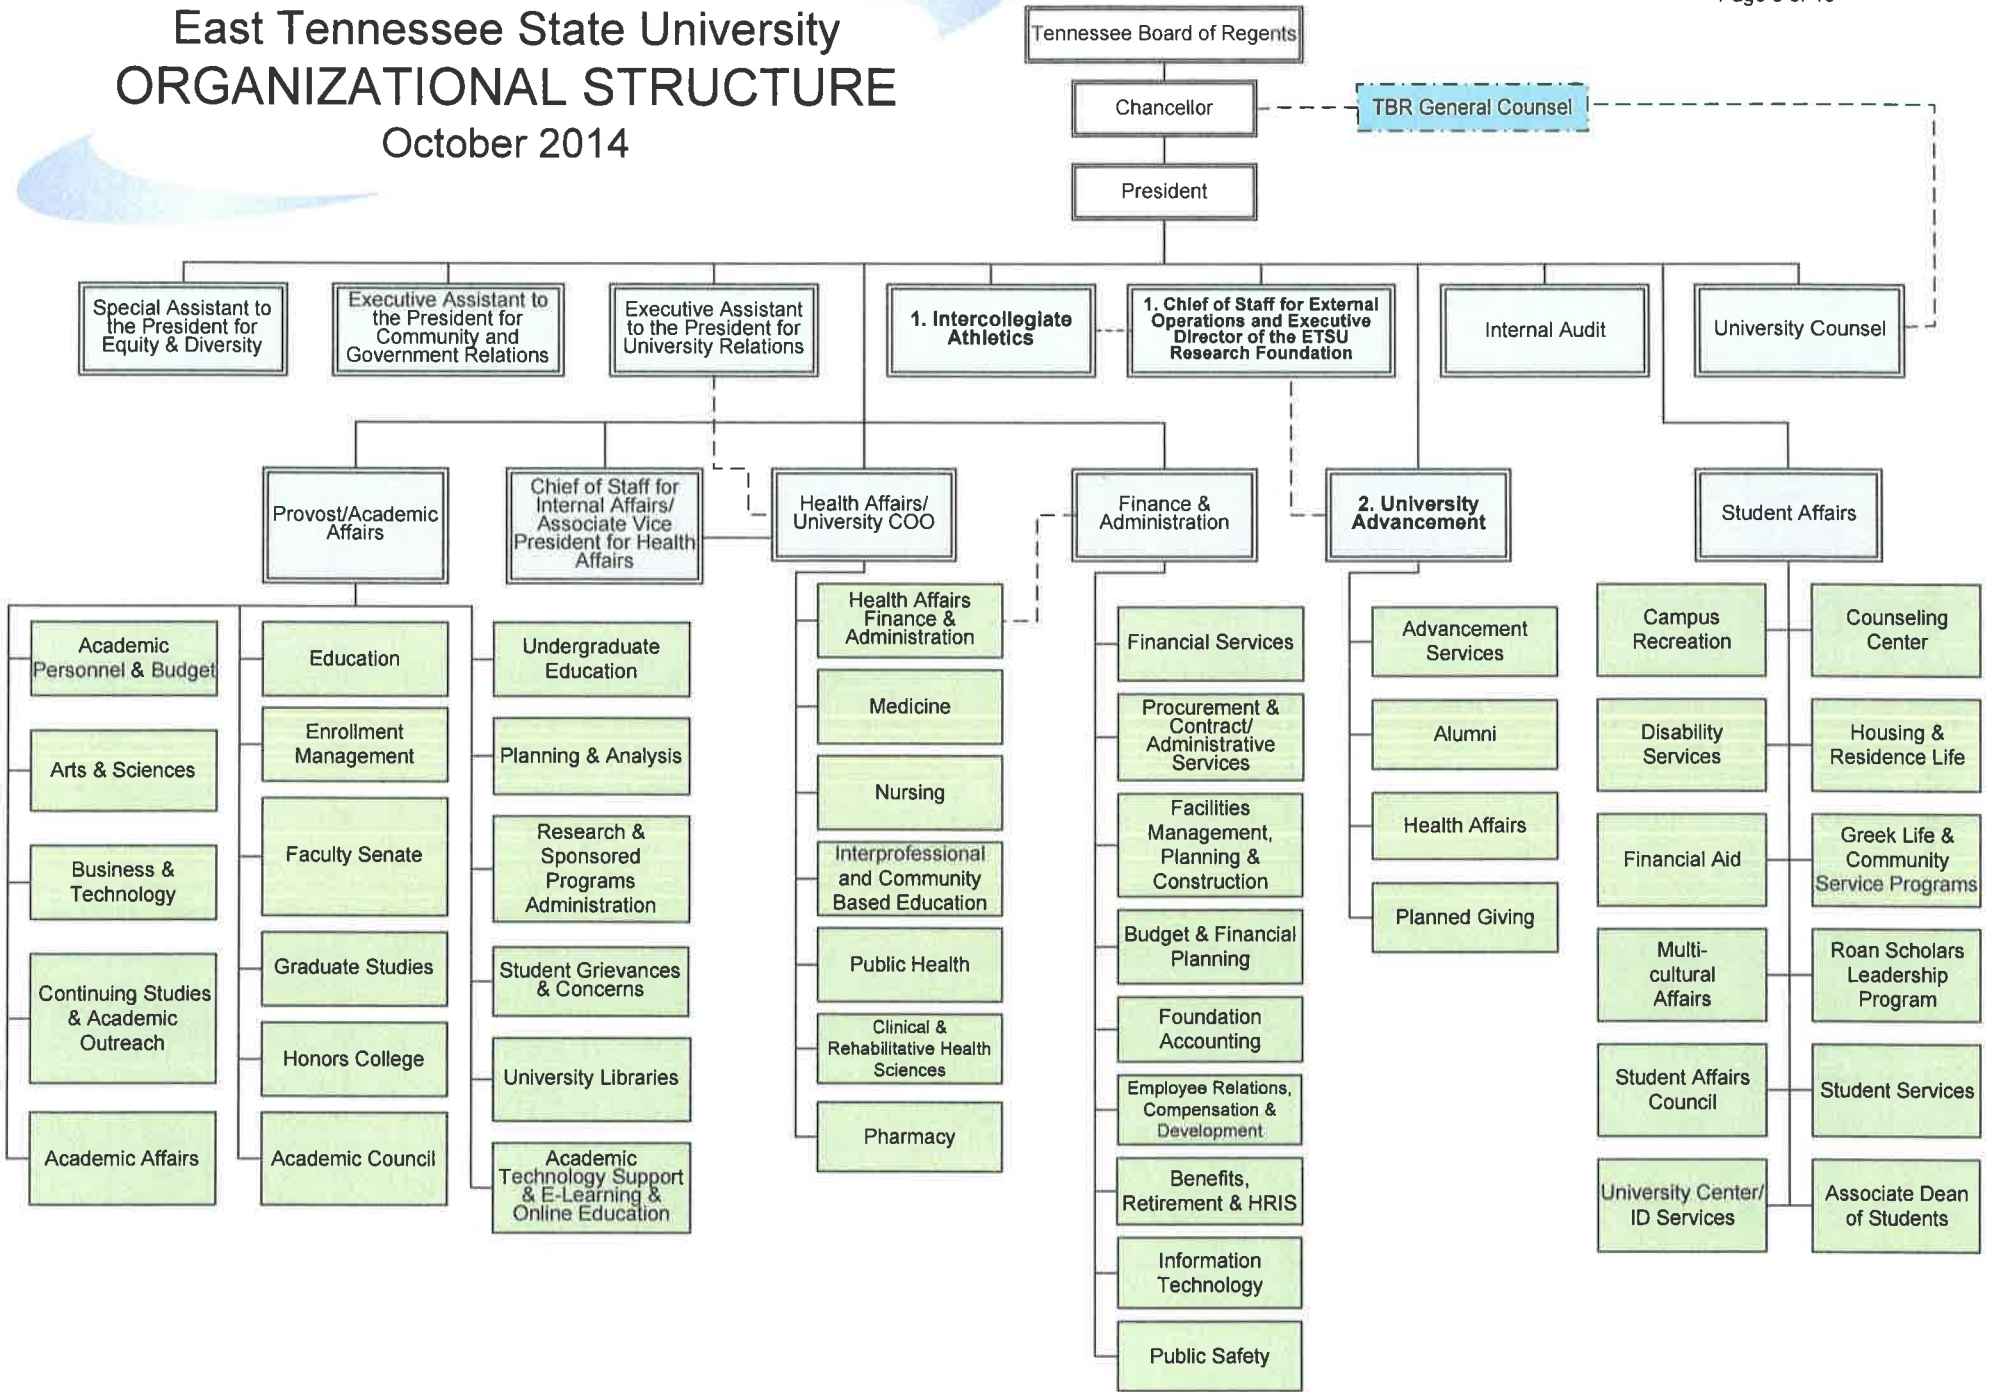 East Tennessee State University
ORGANIZATIONAL STRUCTURE
October 2014
Tennessee Board of Regents
Chancellor
TBR General Counsel
President
Special Assistant to
the President for
Equity & Diversity
Executive Assistant to
the President for
Community and
Government Relations
Executive Assistant
to the President for
University Relations
1. Intercollegiate
Athletics
1. Chief of Staff for External
Operations and Executive
Director of the ETSU
Research Foundation
Internal Audit
University Counsel
Provost/Academic
Affairs
Chief of Staff for
Internal Affairs/
Associate Vice
President for Health
Affairs
Health Affairs/
University COO
Finance &
Administration
2. University
Advancement
Student Affairs
Academic
Personnel & Budget
Arts & Sciences
Business &
Technology
Continuing Studies
& Academic
Outreach
Academic Affairs
Education
Enrollment
Management
Faculty Senate
Graduate Studies
Honors College
Academic Council
Undergraduate
Education
Planning & Analysis
Research &
Sponsored
Programs
Administration
Student Grievances
& Concerns
University Libraries
Academic
Technology Support
& E-Learning &
Online Education
Health Affairs
Finance &
Administration
Medicine
Nursing
Interprofessional
and Community
Based Education
Public Health
Clinical &
Rehabilitative Health
Sciences
Pharmacy
Financial Services
Procurement &
Contract/
Administrative
Services
Facilities
Management,
Planning &
Construction
Budget & Financial
Planning
Foundation
Accounting
Employee Relations,
Compensation &
Development
Benefits,
Retirement & HRIS
Information
Technology
Public Safety
Advancement
Services
Alumni
Health Affairs
Planned Giving
Campus
Recreation
Disability
Services
Financial Aid
Multi-
cultural
Affairs
Student Affairs
Council
University Center/
ID Services
Counseling
Center
Housing &
Residence Life
Greek Life &
Community
Service Programs
Roan Scholars
Leadership
Program
Student Services
Associate Dean
of Students